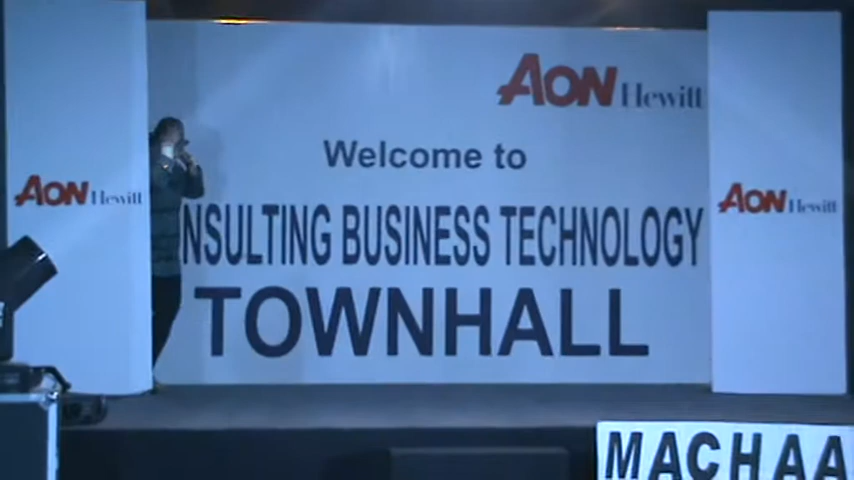 AON Hewitt
Welcome to
NSULTING BUSINESS TECHNOLOGY
TOWNHALL
AON Hewitt
AON Hewitt
MACHAA